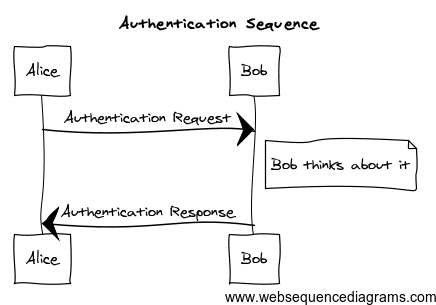 Authentication Sequence
Alice
Bob
Authentication Request
Bob thinks about it
Authentication Response
Alice
Bob
www.websequencediagrams.com